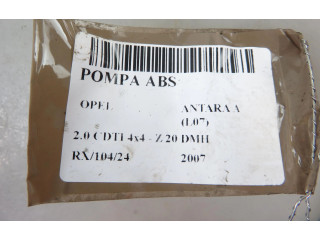 POMPA ABS
OPEL ANTARA A
(L07)
2.0 CDTI 4x4 - Z 20 DMH
RX/104/24 2007